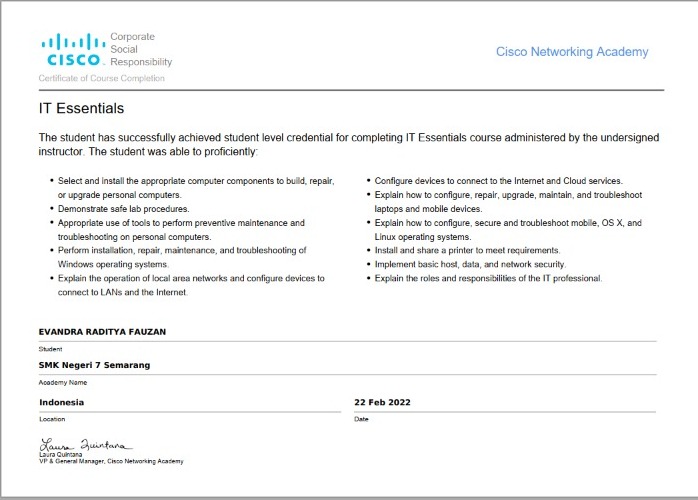 Corporate
Social
Responsibility
CISCO.
Cisco Networking Academy
Certificate of Course Completion
IT Essentials
The student has successfully achieved student level credential for completing IT Essentials course administered by the undersigned
instructor. The student was able to proficiently:
• Select and install the appropriate computer components to build, repair,
or upgrade personal computers.
• Demonstrate safe lab procedures.
• Appropriate use of tools to perform preventive maintenance and
troubleshooting on personal computers.
• Perform installation, repair, maintenance, and troubleshooting of
Windows operating systems.
• Explain the operation of local area networks and configure devices to
connect to LANs and the Internet.
• Configure devices to connect to the Internet and Cloud services.
• Explain how to configure, repair, upgrade, maintain, and troubleshoot
laptops and mobile devices.
• Explain how to configure, secure and troubleshoot mobile, OS X, and
Linux operating systems.
• Install and share a printer to meet requirements.
• Implement basic host, data, and network security.
• Explain the roles and responsibilities of the IT professional.
EVANDRA RADITYA FAUZAN
Student
SMK Negeri 7 Semarang
Academy Name
Indonesia
Location
22 Feb 2022
Date
Laura Quintana
Laura Quintana
VP & General Manager, Cisco Networking Academy